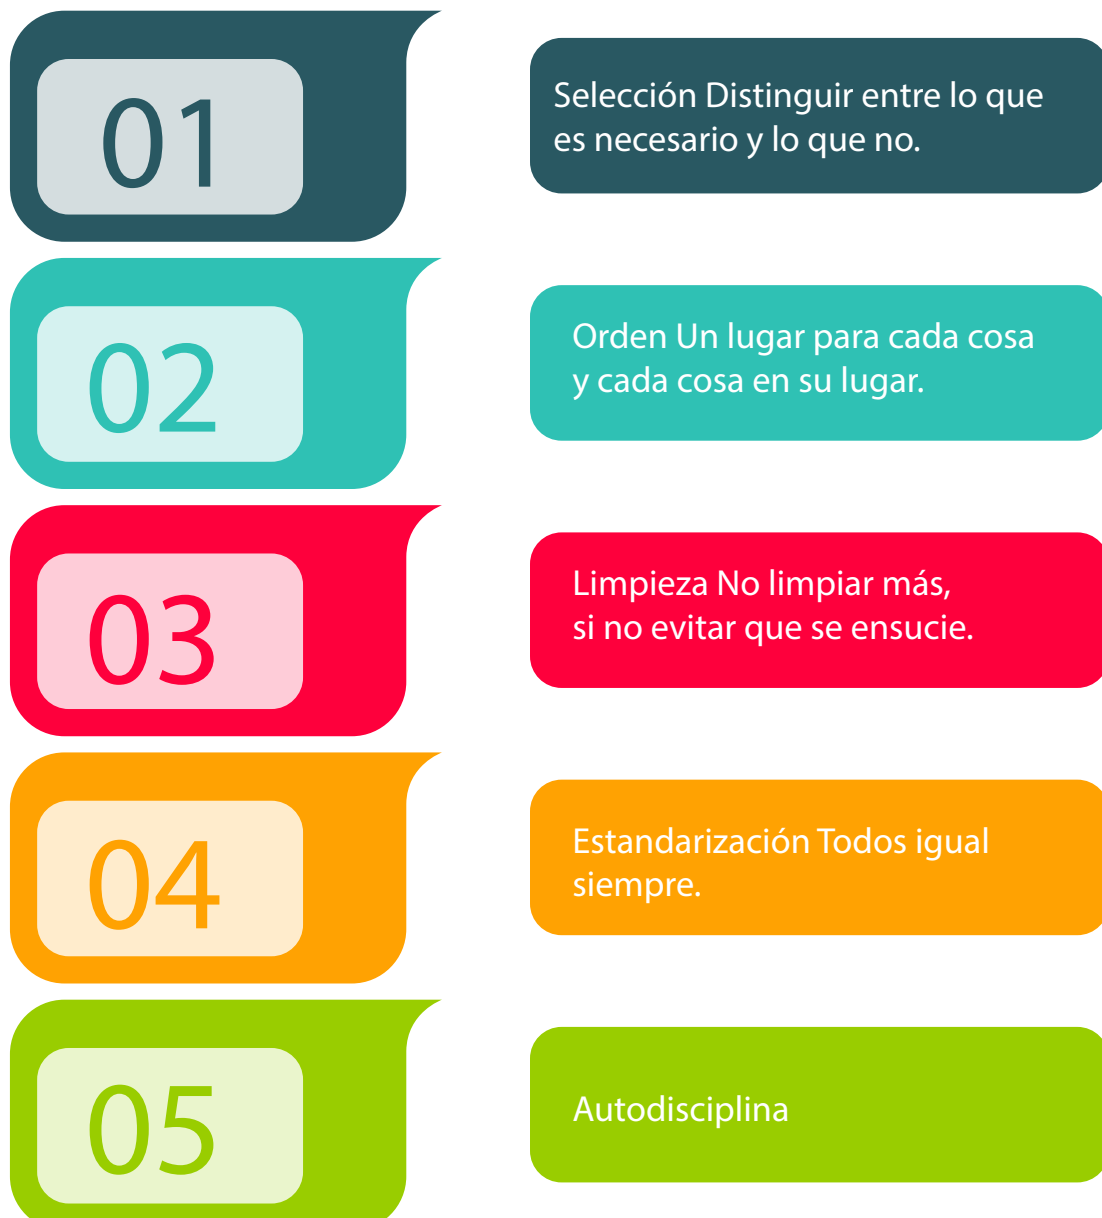 01
Selección Distinguir entre lo que
es necesario y lo que no.
02
Orden Un lugar para cada cosa
y cada cosa en su lugar.
03
Limpieza No limpiar más,
si no evitar que se ensucie.
04
Estandarización Todos igual
siempre.
05
Autodisciplina